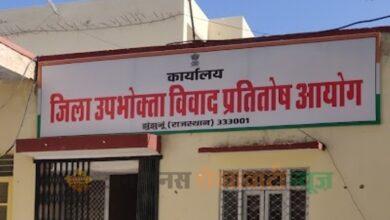 कार्यालय
जिला उपभोक्ता विवाद प्रतितोष आयोग
झुंझुनूं (राजस्थान) 333001